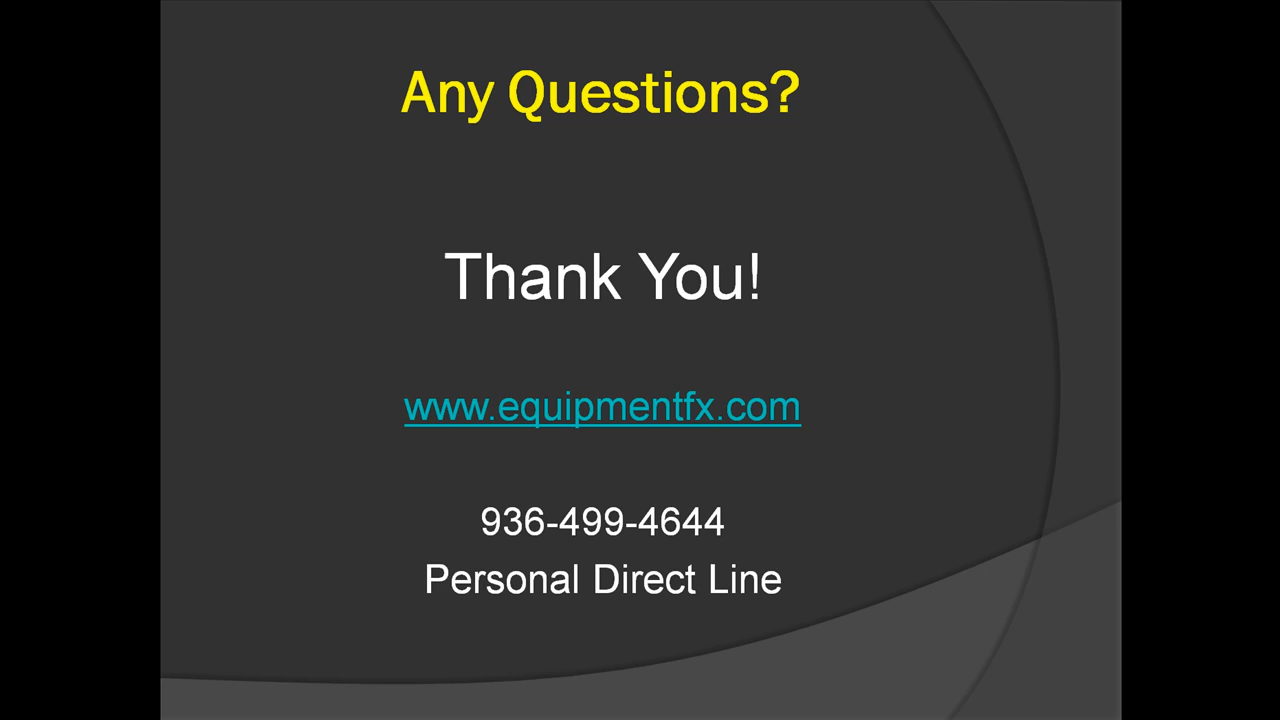 Any Questions?
Thank You!
www.equipmentfx.com
936-499-4644
Personal Direct Line